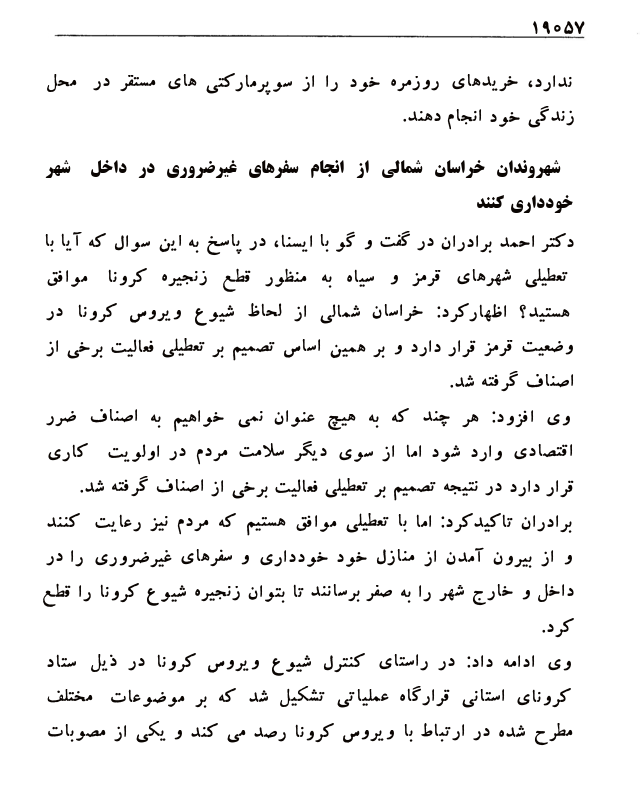 ۱۹۰۵۷
ندارد، خریدهای روزمره خود را از سوپرمارکتی های مستقر در محل
زندگی خود انجام دهند.
شهروندان خراسان شمالی از انجام سفرهای غیرضروری در داخل شهر
خودداری کنند
دکتر احمد برادران در گفت و گو با ایسنا، در پاسخ به این سوال که آیا با
تعطیلی شهرهای قرمز و سیاه به منظور قطع زنجیره کرونا موافق
هستید؟ اظهارکرد: خراسان شمالی از لحاظ شیوع ویروس کرونا در
وضعیت قرمز قرار دارد و بر همین اساس تصمیم بر تعطیلی فعالیت برخی از
اصناف گرفته شد.
وی افزود: هر چند که به هیچ عنوان نمی خواهیم به اصناف ضرر
اقتصادی وارد شود اما از سوی دیگر سلامت مردم در اولویت کاری
قرار دارد در نتیجه تصمیم بر تعطیلی فعالیت برخی از اصناف گرفته شد.
برادران تاکیدکرد: اما با تعطیلی موافق هستیم که مردم نیز رعایت کنند
و از بیرون آمدن از منازل خود خودداری و سفرهای غیرضروری را در
داخل و خارج شهر را به صفر برسانند تا بتوان زنجیره شیوع کرونا را قطع
کرد.
وی ادامه داد: در راستای کنترل شیوع ویروس کرونا در ذیل ستاد
کرونای استانی قرارگاه عملیاتی تشکیل شد که بر موضوعات مختلف
مطرح شده در ارتباط با ویروس کرونا رصد می کند و یکی از مصوبات